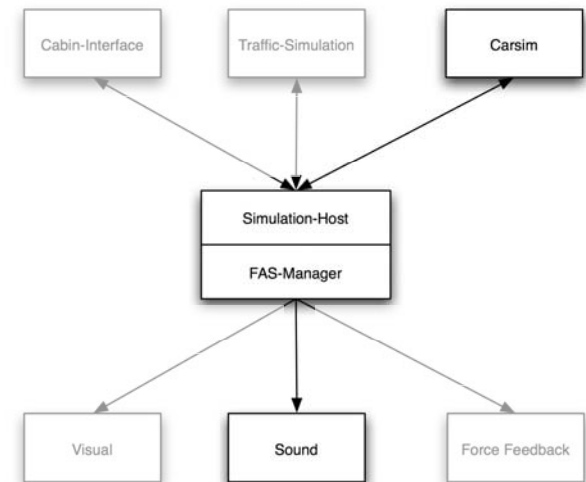 Cabin-Interface
Traffic-Simulation
Carsim
Simulation-Host
FAS-Manager
Visual
Sound
Force Feedback